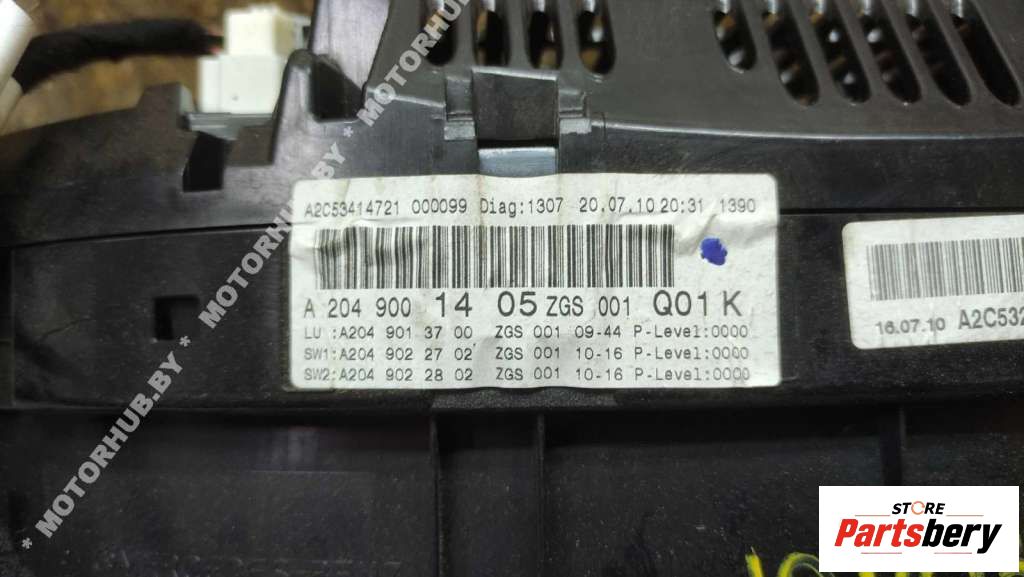 A2C53414721 000099 Diag:1307 20.07.10 20:31 1390
A 204 900 14 05 ZGS 001 Q01 K
LU :A204 901 37 00 ZGS 001 09-44 P-Level:0000
SW1:A204 902 27 02 ZGS 001 10-16 P-Level:0000
SW2:A204 902 28 02 ZGS 001 10-16 P-Level:0000
16.07.10 A2C532
* MOTORHUB.BY * MOTORHUB.BY * MOTORHUB
STORE
Partsbery